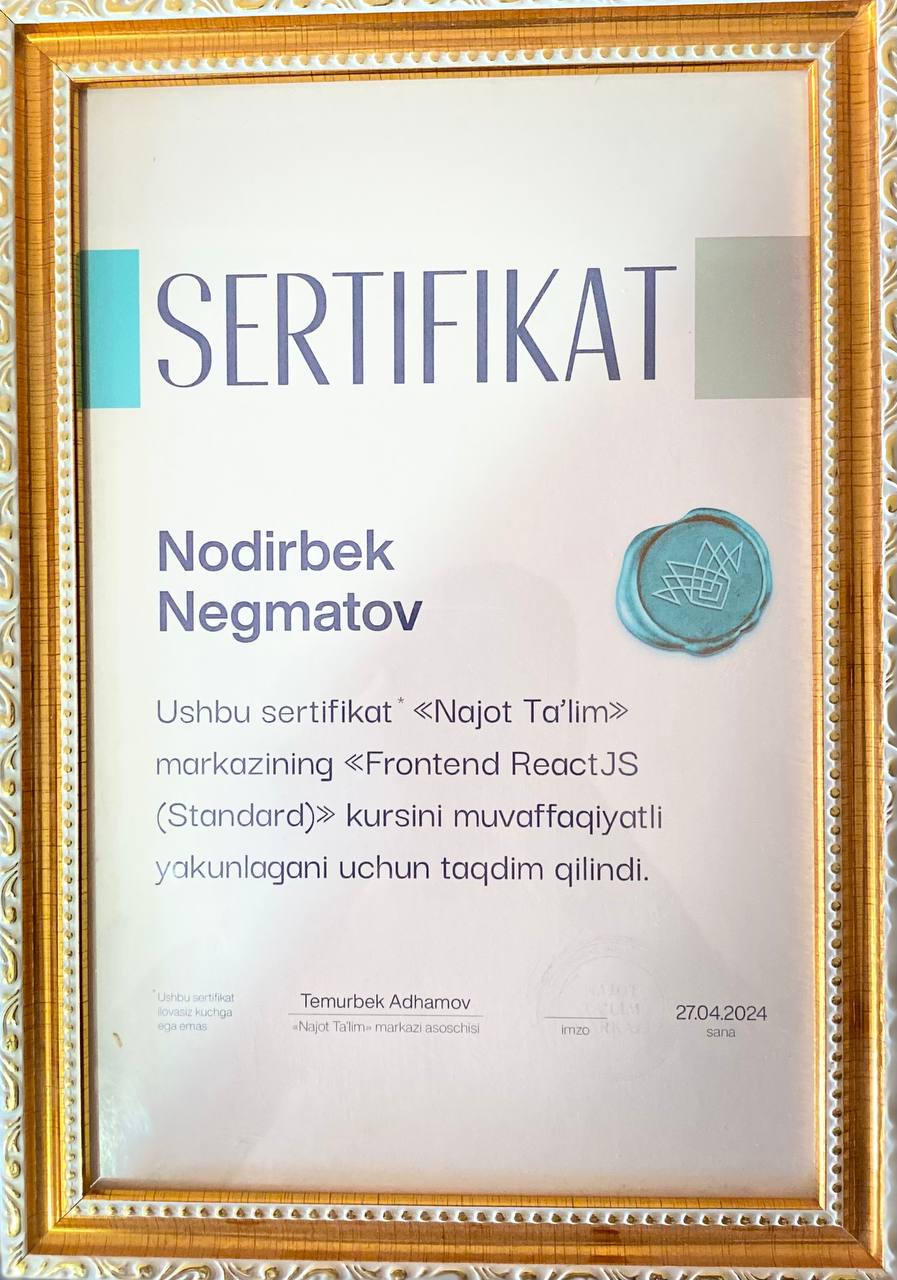 SERTIFIKAT
Nodirbek
Negmatov
Ushbu sertifikat* «Najot Ta’lim»
markazining «Frontend ReactJS
(Standard)» kursini muvaffaqiyatli
yakunlagani uchun taqdim qilindi.
*Ushbu sertifikat
ilovasiz kuchga
ega emas
Temurbek Adhamov
«Najot Ta'lim» markazi asoschisi
imzo
27.04.2024
sana